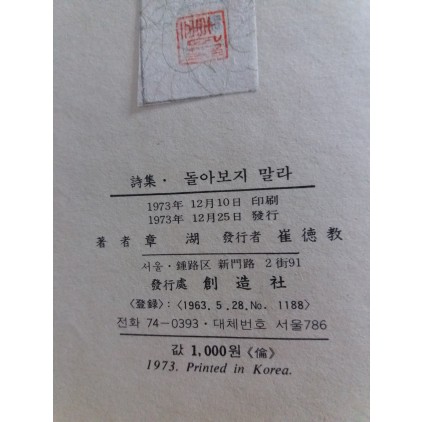 詩集· 돌아보지 말라
1973年 12月10日 印刷
1973年 12月25日 發行
著 者 章 湖 發行者 崔徳教
서울·鍾路区 新門路 2 街91
發行處 創造社
〈登録〉:〈1963. 5. 28. No. 1188〉
전화 74-0393·대체번호 서울786
값 1,000원《倫》
1973. Printed in Korea.